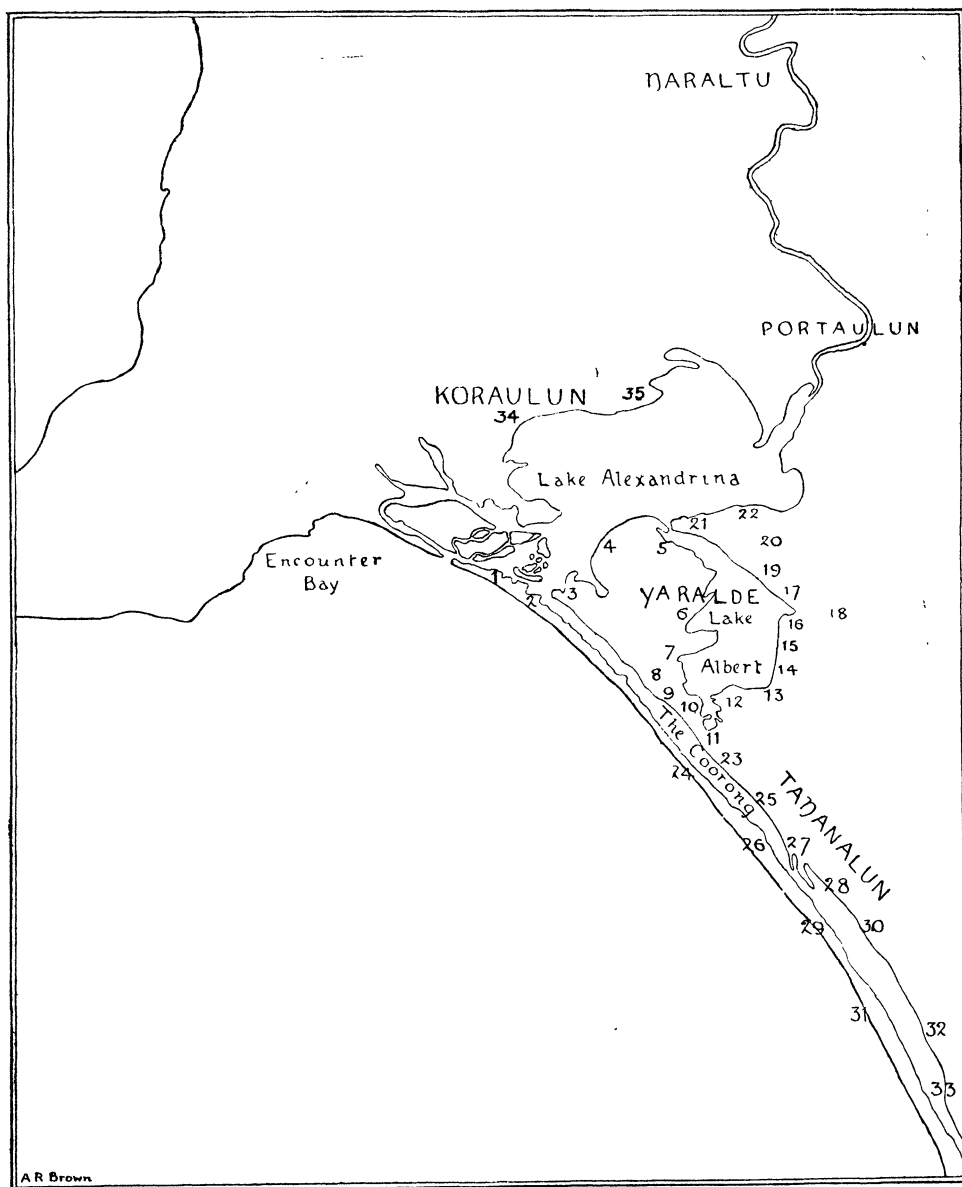 ŊARALTU
PORTAULUN
KORAULUN
35
34
Lake Alexandrina
22
21
20
4
5
Encounter
Bay
19
1
2
3
17
YARALDE
18
6
Lake
16
15
7
Albert
14
8
13
9
10
12
11
The Coorong
23
24
25
TAŊANALUN
26
27
28
29
30
31
32
33
A R Brown